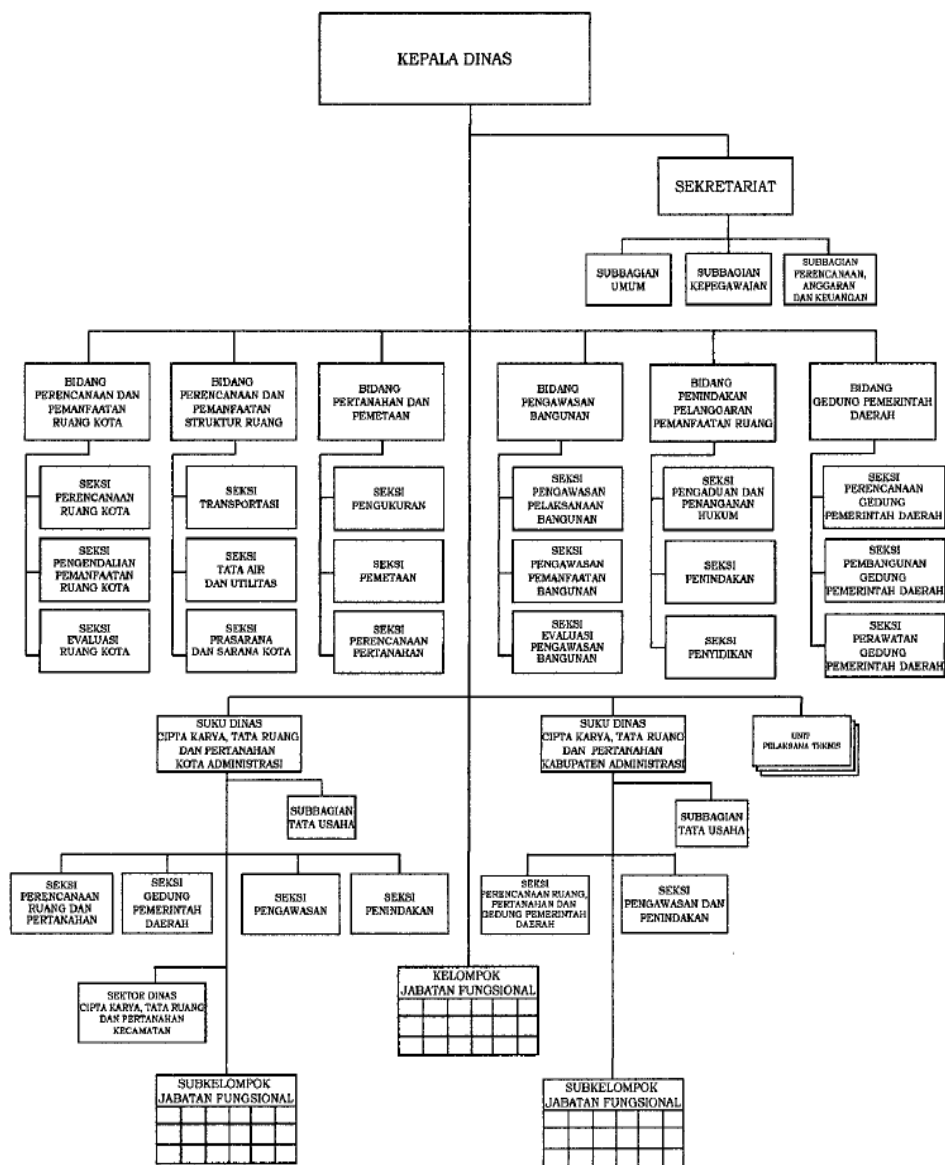 KEPALA DINAS
SEKRETARIAT
SUBBAGIAN
UMUM
SUBBAGIAN
KEPEGAWAIAN
SUBBAGIAN
PERENCANAAN,
ANGGARAN
DAN KEUANGAN
BIDANG
PERENCANAAN DAN
PEMANFAATAN
RUANG KOTA
BIDANG
PERENCANAAN DAN
PEMANFAATAN
STRUKTUR RUANG
BIDANG
PERTANAHAN DAN
PEMETAAN
BIDANG
PENGAWASAN
BANGUNAN
BIDANG
PENINDAKAN
PELANGGARAN
PEMANFAATAN RUANG
BIDANG
GEDUNG PEMERINTAH
DAERAH
SEKSI
PERENCANAAN
RUANG KOTA
SEKSI
TRANSPORTASI
SEKSI
PENGUKURAN
SEKSI
PENGAWASAN
PELAKSANAAN
BANGUNAN
SEKSI
PENGADUAN DAN
PENANGANAN
HUKUM
SEKSI
PERENCANAAN
GEDUNG
PEMERINTAH DAERAH
SEKSI
PENGENDALIAN
PEMANFAATAN
RUANG KOTA
SEKSI
TATA AIR
DAN UTILITAS
SEKSI
PEMETAAN
SEKSI
PENGAWASAN
PEMANFAATAN
BANGUNAN
SEKSI
PENINDAKAN
SEKSI
PEMBANGUNAN
GEDUNG
PEMERINTAH DAERAH
SEKSI
EVALUASI
RUANG KOTA
SEKSI
PRASARANA
DAN SARANA KOTA
SEKSI
PERENCANAAN
PERTANAHAN
SEKSI
EVALUASI
PENGAWASAN
BANGUNAN
SEKSI
PENYIDIKAN
SEKSI
PERAWATAN
GEDUNG
PEMERINTAH DAERAH
SUKU DINAS
CIPTA KARYA, TATA RUANG
DAN PERTANAHAN
KOTA ADMINISTRASI
SUKU DINAS
CIPTA KARYA, TATA RUANG
DAN PERTANAHAN
KABUPATEN ADMINISTRASI
UNIT
PELAKSANA TEKNIS
SUBBAGIAN
TATA USAHA
SUBBAGIAN
TATA USAHA
SEKSI
PERENCANAAN
RUANG DAN
PERTANAHAN
SEKSI
GEDUNG
PEMERINTAH
DAERAH
SEKSI
PENGAWASAN
SEKSI
PENINDAKAN
SEKSI
PERENCANAAN RUANG,
PERTANAHAN DAN
GEDUNG PEMERINTAH
DAERAH
SEKSI
PENGAWASAN DAN
PENINDAKAN
SEKTOR DINAS
CIPTA KARYA, TATA RUANG
DAN PERTANAHAN
KECAMATAN
KELOMPOK
JABATAN FUNGSIONAL
SUBKELOMPOK
JABATAN FUNGSIONAL
SUBKELOMPOK
JABATAN FUNGSIONAL